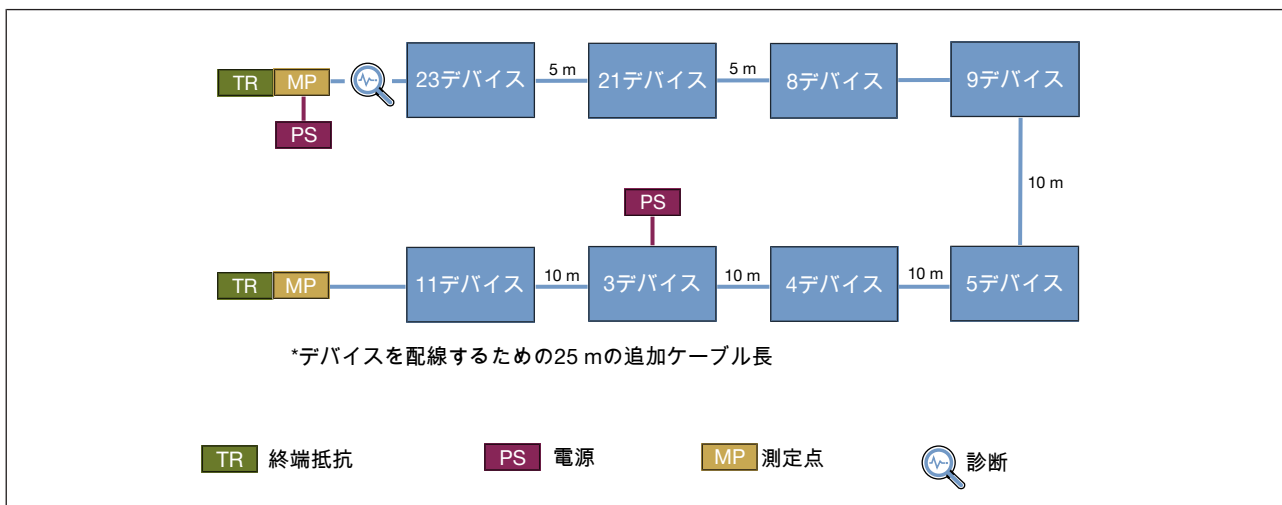 TR MP 23デバイス 5 m 21デバイス 5 m 8デバイス 9デバイス
PS
10 m
PS
TR MP 11デバイス 10 m 3デバイス 10 m 4デバイス 10 m 5デバイス
*デバイスを配線するための25 mの追加ケーブル長
TR 終端抵抗 PS 電源 MP 測定点 診断